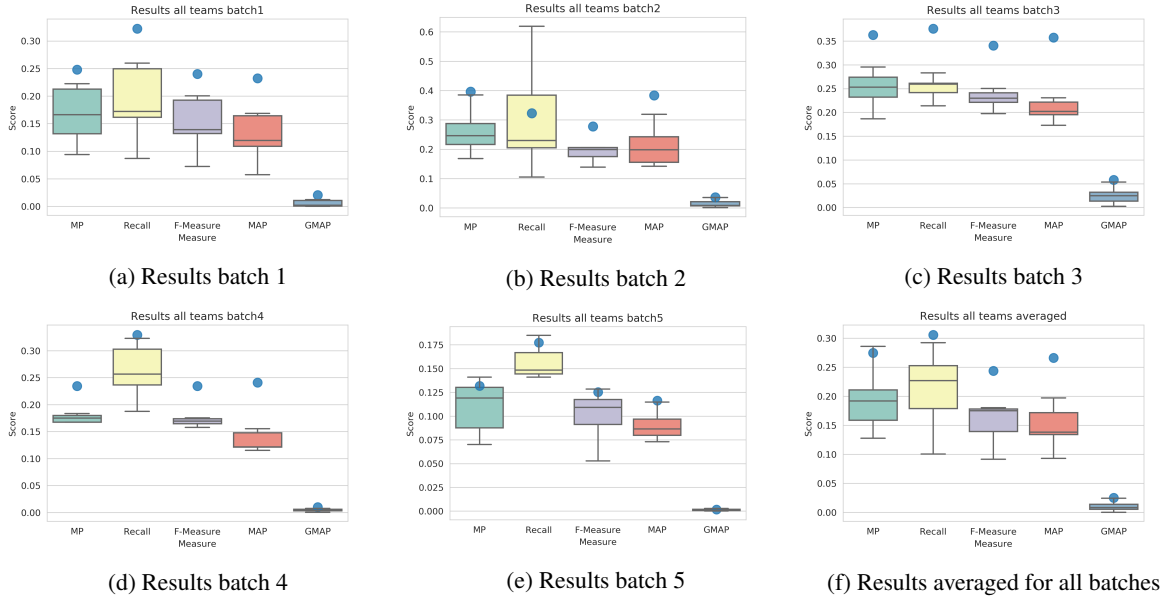 Results all teams batch1
Score
0.30
0.25
0.20
0.15
0.10
0.05
0.00
MP
Recall
F-Measure
MAP
GMAP
Measure
(a) Results batch 1
Results all teams batch2
Score
0.6
0.5
0.4
0.3
0.2
0.1
0.0
MP
Recall
F-Measure
MAP
GMAP
Measure
(b) Results batch 2
Results all teams batch3
Score
0.35
0.30
0.25
0.20
0.15
0.10
0.05
0.00
MP
Recall
F-Measure
MAP
GMAP
Measure
(c) Results batch 3
Results all teams batch4
Score
0.30
0.25
0.20
0.15
0.10
0.05
0.00
MP
Recall
F-Measure
MAP
GMAP
Measure
(d) Results batch 4
Results all teams batch5
Score
0.175
0.150
0.125
0.100
0.075
0.050
0.025
0.000
MP
Recall
F-Measure
MAP
GMAP
Measure
(e) Results batch 5
Results all teams averaged
Score
0.30
0.25
0.20
0.15
0.10
0.05
0.00
MP
Recall
F-Measure
MAP
GMAP
Measure
(f) Results averaged for all batches